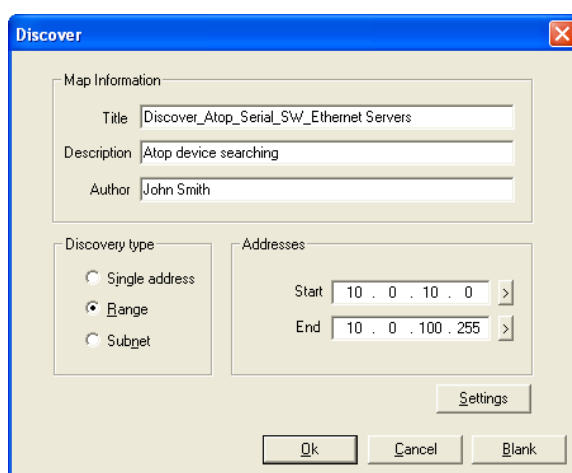 Discover
Map Information
Title Discover_Atop_Serial_SW_Ethernet Servers
Description Atop device searching
Author John Smith
Discovery type
Single address
Range
Subnet
Addresses
Start 10 . 0 . 10 . 0 >
End 10 . 0 . 100 . 255 >
Settings
Ok Cancel Blank